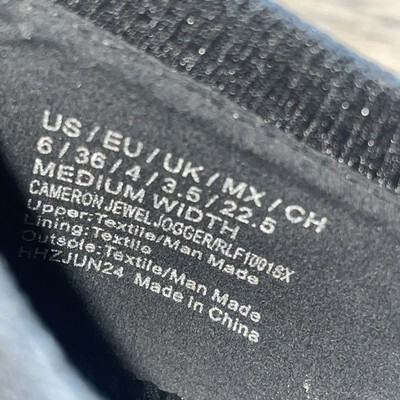 US/EU/UK/MX/CH
6/36/4/3.5/22.5
MEDIUM WIDTH
CAMERON JEWEL JOGGER/RLF1001SX
Upper:Textile/Man Made
Lining:Textile
Outsole:Textile/Man Made
HHZJUN24 Made in China